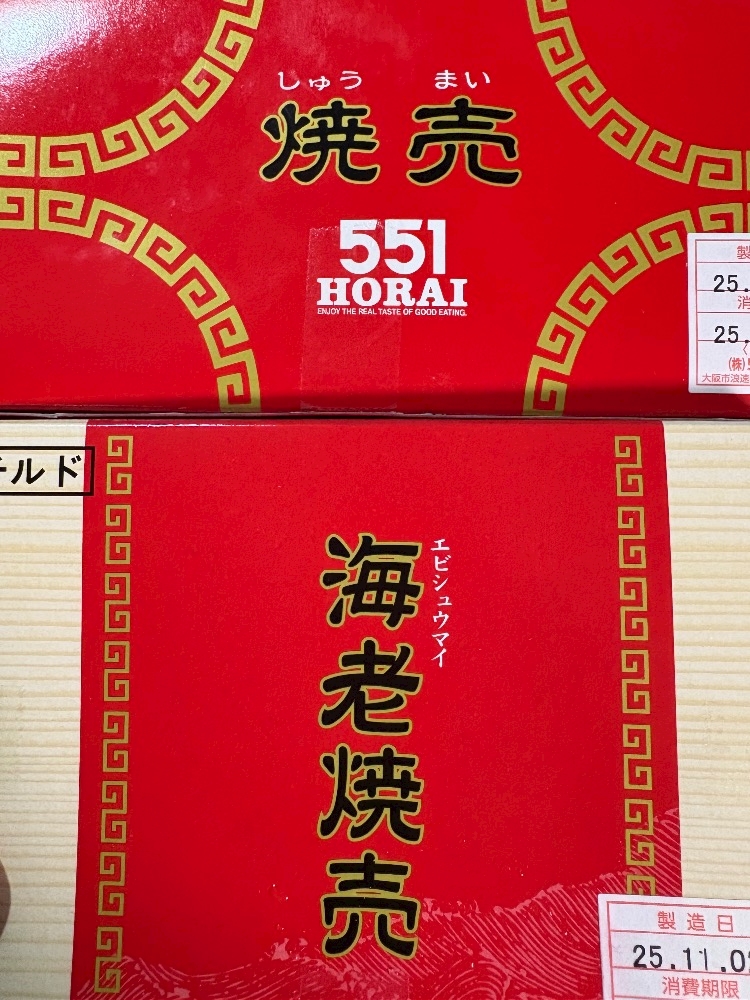 しゅう まい
焼売
551
HORAI
ENJOY THE REAL TASTE OF GOOD EATING.
製
25.
消
25.
(株)
大阪市浪速
チルド
海老焼売
エビシュウマイ
製造日
25.11.0
消費期限